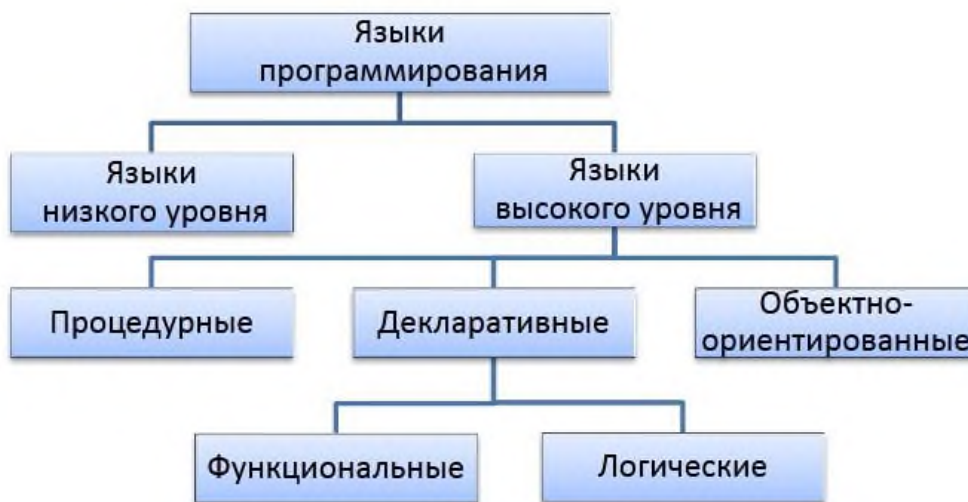 Языки
программирования
Языки
низкого уровня
Языки
высокого уровня
Процедурные
Декларативные
Объектно-
ориентированные
Функциональные
Логические